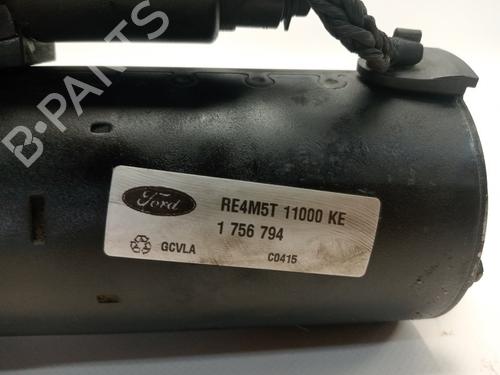 B-PARTS
Ford
RE4M5T 11000 KE
1 756 794
GCVLA
C0415